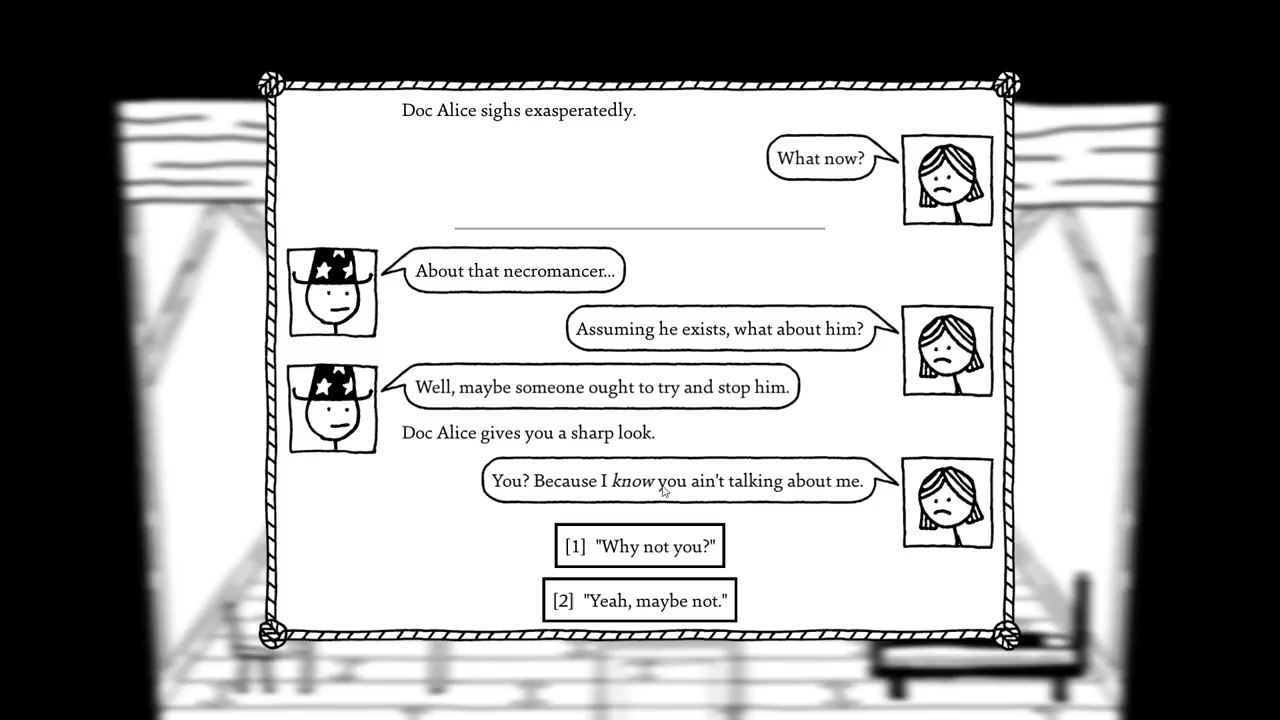 Doc Alice sighs exasperatedly.
What now?
About that necromancer...
Assuming he exists, what about him?
Well, maybe someone ought to try and stop him.
Doc Alice gives you a sharp look.
You? Because I know you ain't talking about me.
[1] "Why not you?"
[2] "Yeah, maybe not."